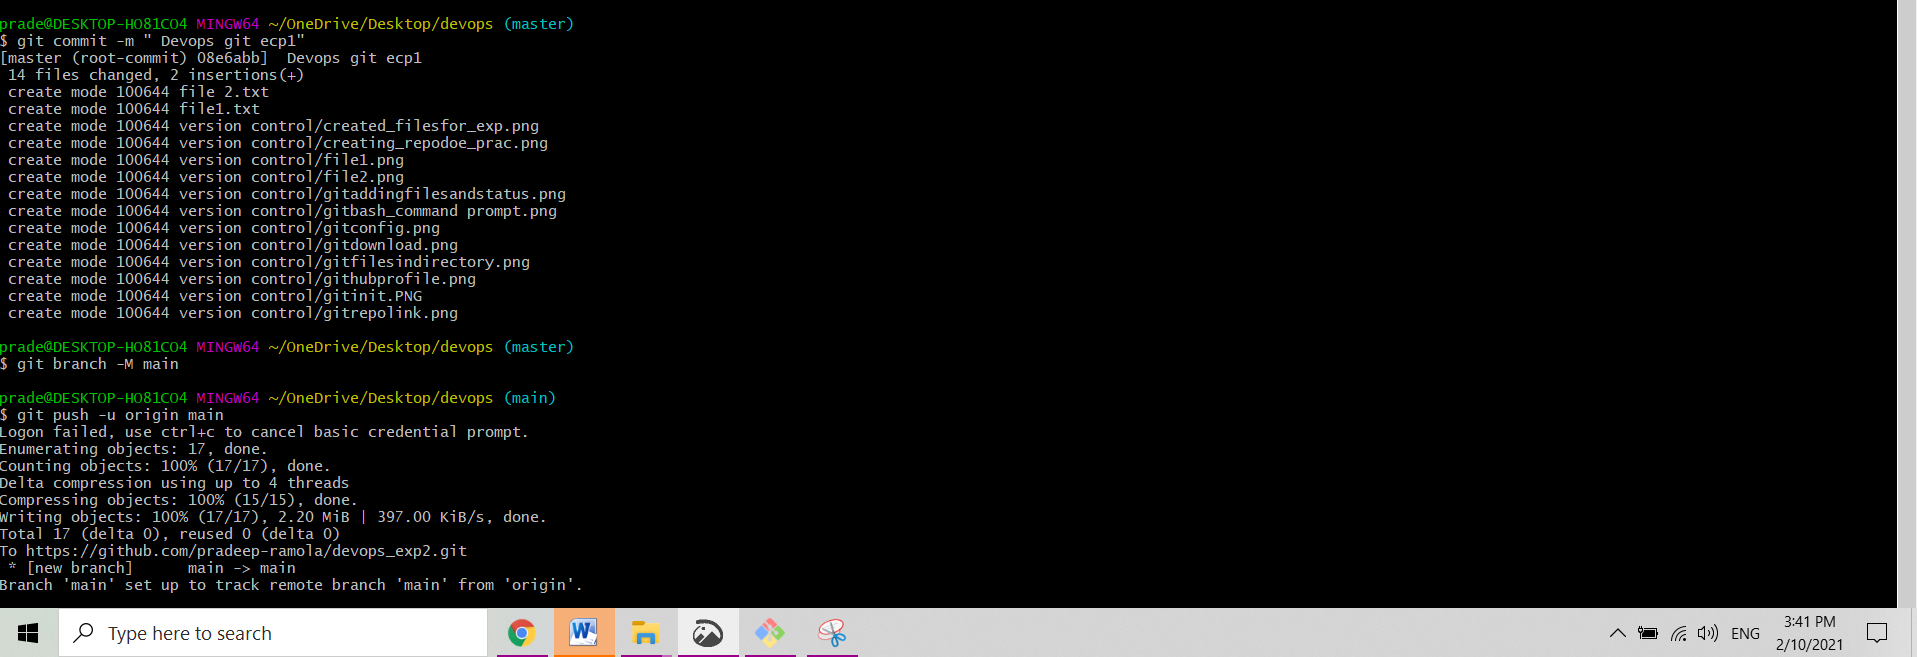 prade@DESKTOP-HO81CO4 MINGW64 ~/OneDrive/Desktop/devops (master)
$ git commit -m " Devops git ecp1"
[master (root-commit) 08e6abb]  Devops git ecp1
 14 files changed, 2 insertions(+)
 create mode 100644 file 2.txt
 create mode 100644 file1.txt
 create mode 100644 version control/created_filesfor_exp.png
 create mode 100644 version control/creating_repodoe_prac.png
 create mode 100644 version control/file1.png
 create mode 100644 version control/file2.png
 create mode 100644 version control/gitaddingfilesandstatus.png
 create mode 100644 version control/gitbash_command prompt.png
 create mode 100644 version control/gitconfig.png
 create mode 100644 version control/gitdownload.png
 create mode 100644 version control/gitfilesindirectory.png
 create mode 100644 version control/githubprofile.png
 create mode 100644 version control/gitinit.PNG
 create mode 100644 version control/gitrepolink.png
prade@DESKTOP-HO81CO4 MINGW64 ~/OneDrive/Desktop/devops (master)
$ git branch -M main
prade@DESKTOP-HO81CO4 MINGW64 ~/OneDrive/Desktop/devops (main)
$ git push -u origin main
Logon failed, use ctrl+c to cancel basic credential prompt.
Enumerating objects: 17, done.
Counting objects: 100% (17/17), done.
Delta compression using up to 4 threads
Compressing objects: 100% (15/15), done.
Writing objects: 100% (17/17), 2.20 MiB | 397.00 KiB/s, done.
Total 17 (delta 0), reused 0 (delta 0)
To https://github.com/pradeep-ramola/devops_exp2.git
 * [new branch]      main -> main
Branch 'main' set up to track remote branch 'main' from 'origin'.
Type here to search
W
ENG
3:41 PM
2/10/2021